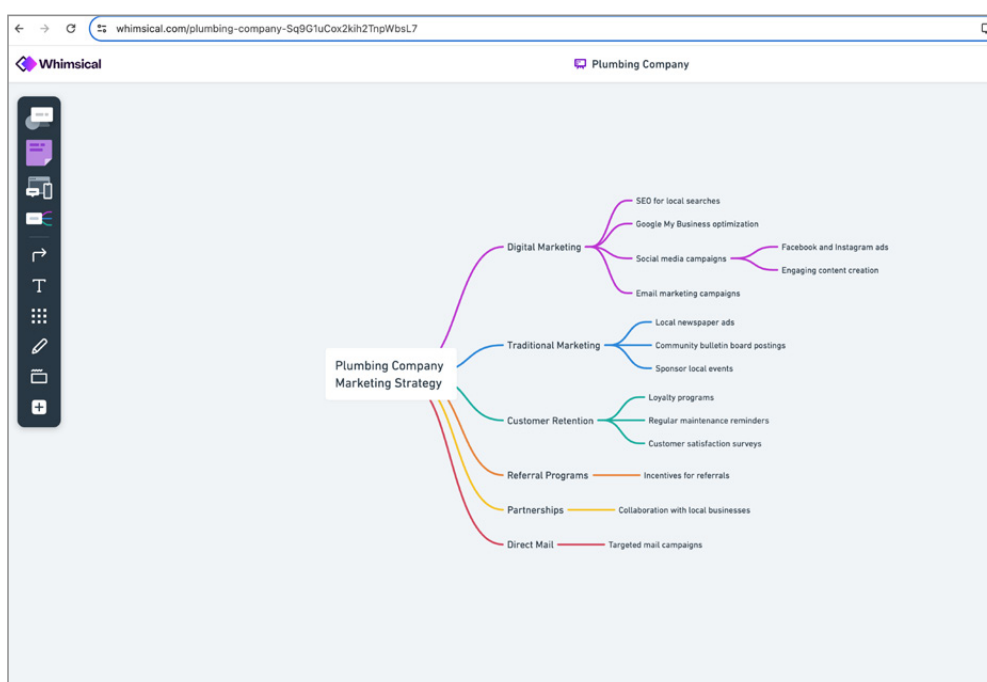 whimsical.com/plumbing-company-Sq9G1uCox2kih2TnpWbsL7
Whimsical
Plumbing Company
SEO for local searches
Google My Business optimization
Digital Marketing
Facebook and Instagram ads
Social media campaigns
Engaging content creation
Email marketing campaigns
Local newspaper ads
Traditional Marketing
Community bulletin board postings
Sponsor local events
Plumbing Company
Marketing Strategy
Loyalty programs
Customer Retention
Regular maintenance reminders
Customer satisfaction surveys
Referral Programs
Incentives for referrals
Partnerships
Collaboration with local businesses
Direct Mail
Targeted mail campaigns
T